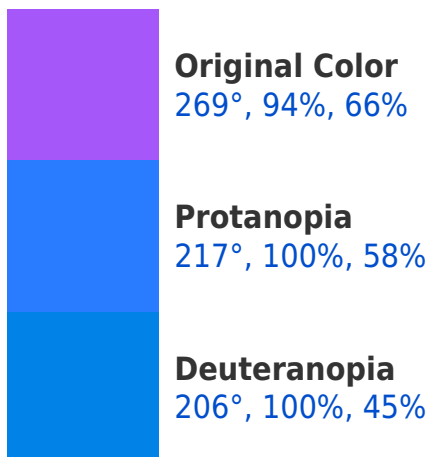 Original Color
269°, 94%, 66%
Protanopia
217°, 100%, 58%
Deuteranopia
206°, 100%, 45%